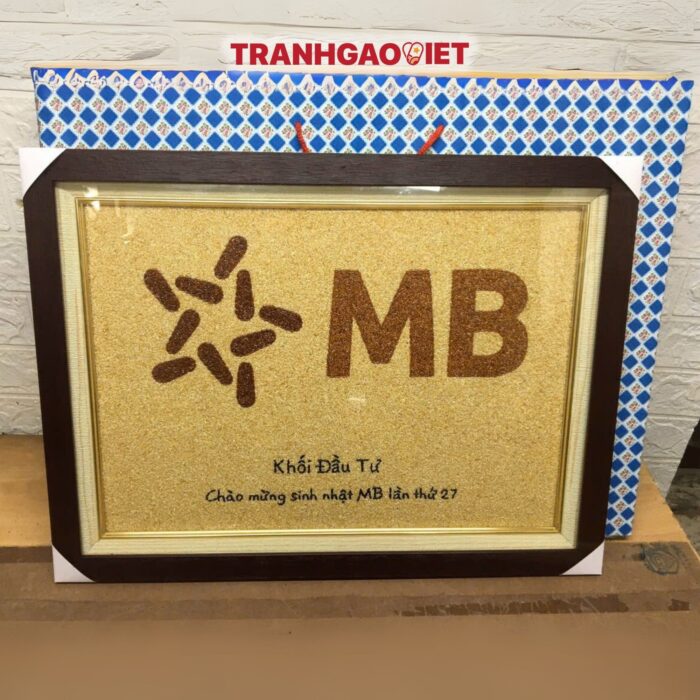 TRANHGAOVIET
MB
Khối Đầu Tư
Chào mừng sinh nhật MB lần thứ 27